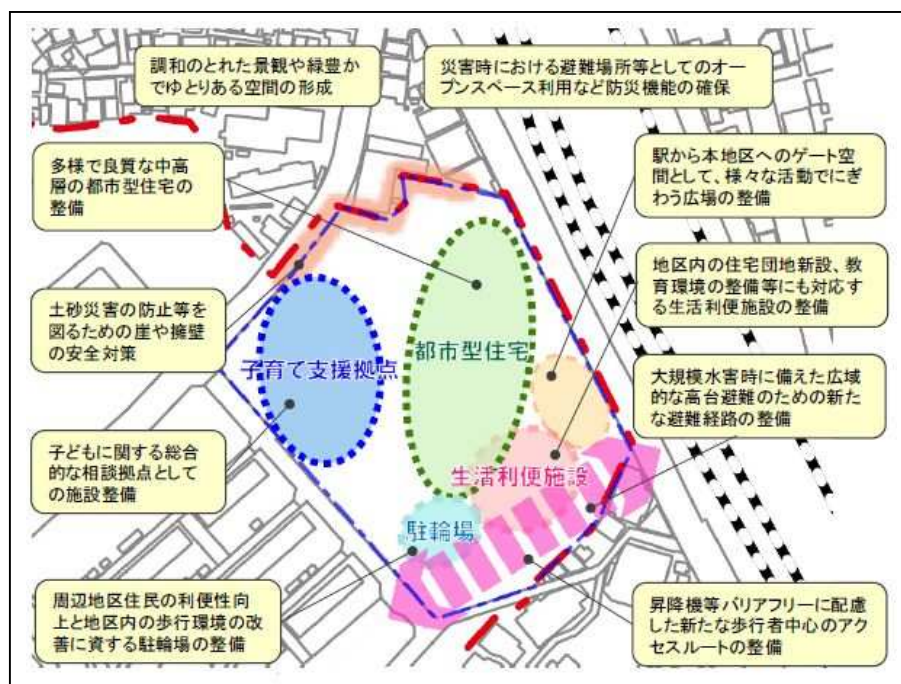 調和のとれた景観や緑豊か
でゆとりある空間の形成
災害時における避難場所等としてのオー
プンスペース利用など防災機能の確保
多様で良質な中高
層の都市型住宅の
整備
駅から本地区へのゲート空
間として、様々な活動でにぎ
わう広場の整備
地区内の住宅団地新設、教
育環境の整備等にも対応す
る生活利便施設の整備
土砂災害の防止等を
図るための崖や擁壁
の安全対策
子育て支援拠点
都市型住宅
大規模水害時に備えた広域
的な高台避難のための新た
な避難経路の整備
子どもに関する総合
的な相談拠点として
の施設整備
生活利便施設
駐輪場
周辺地区住民の利便性向
上と地区内の歩行環境の改
善に資する駐輪場の整備
昇降機等バリアフリーに配慮
した新たな歩行者中心のアク
セスルートの整備